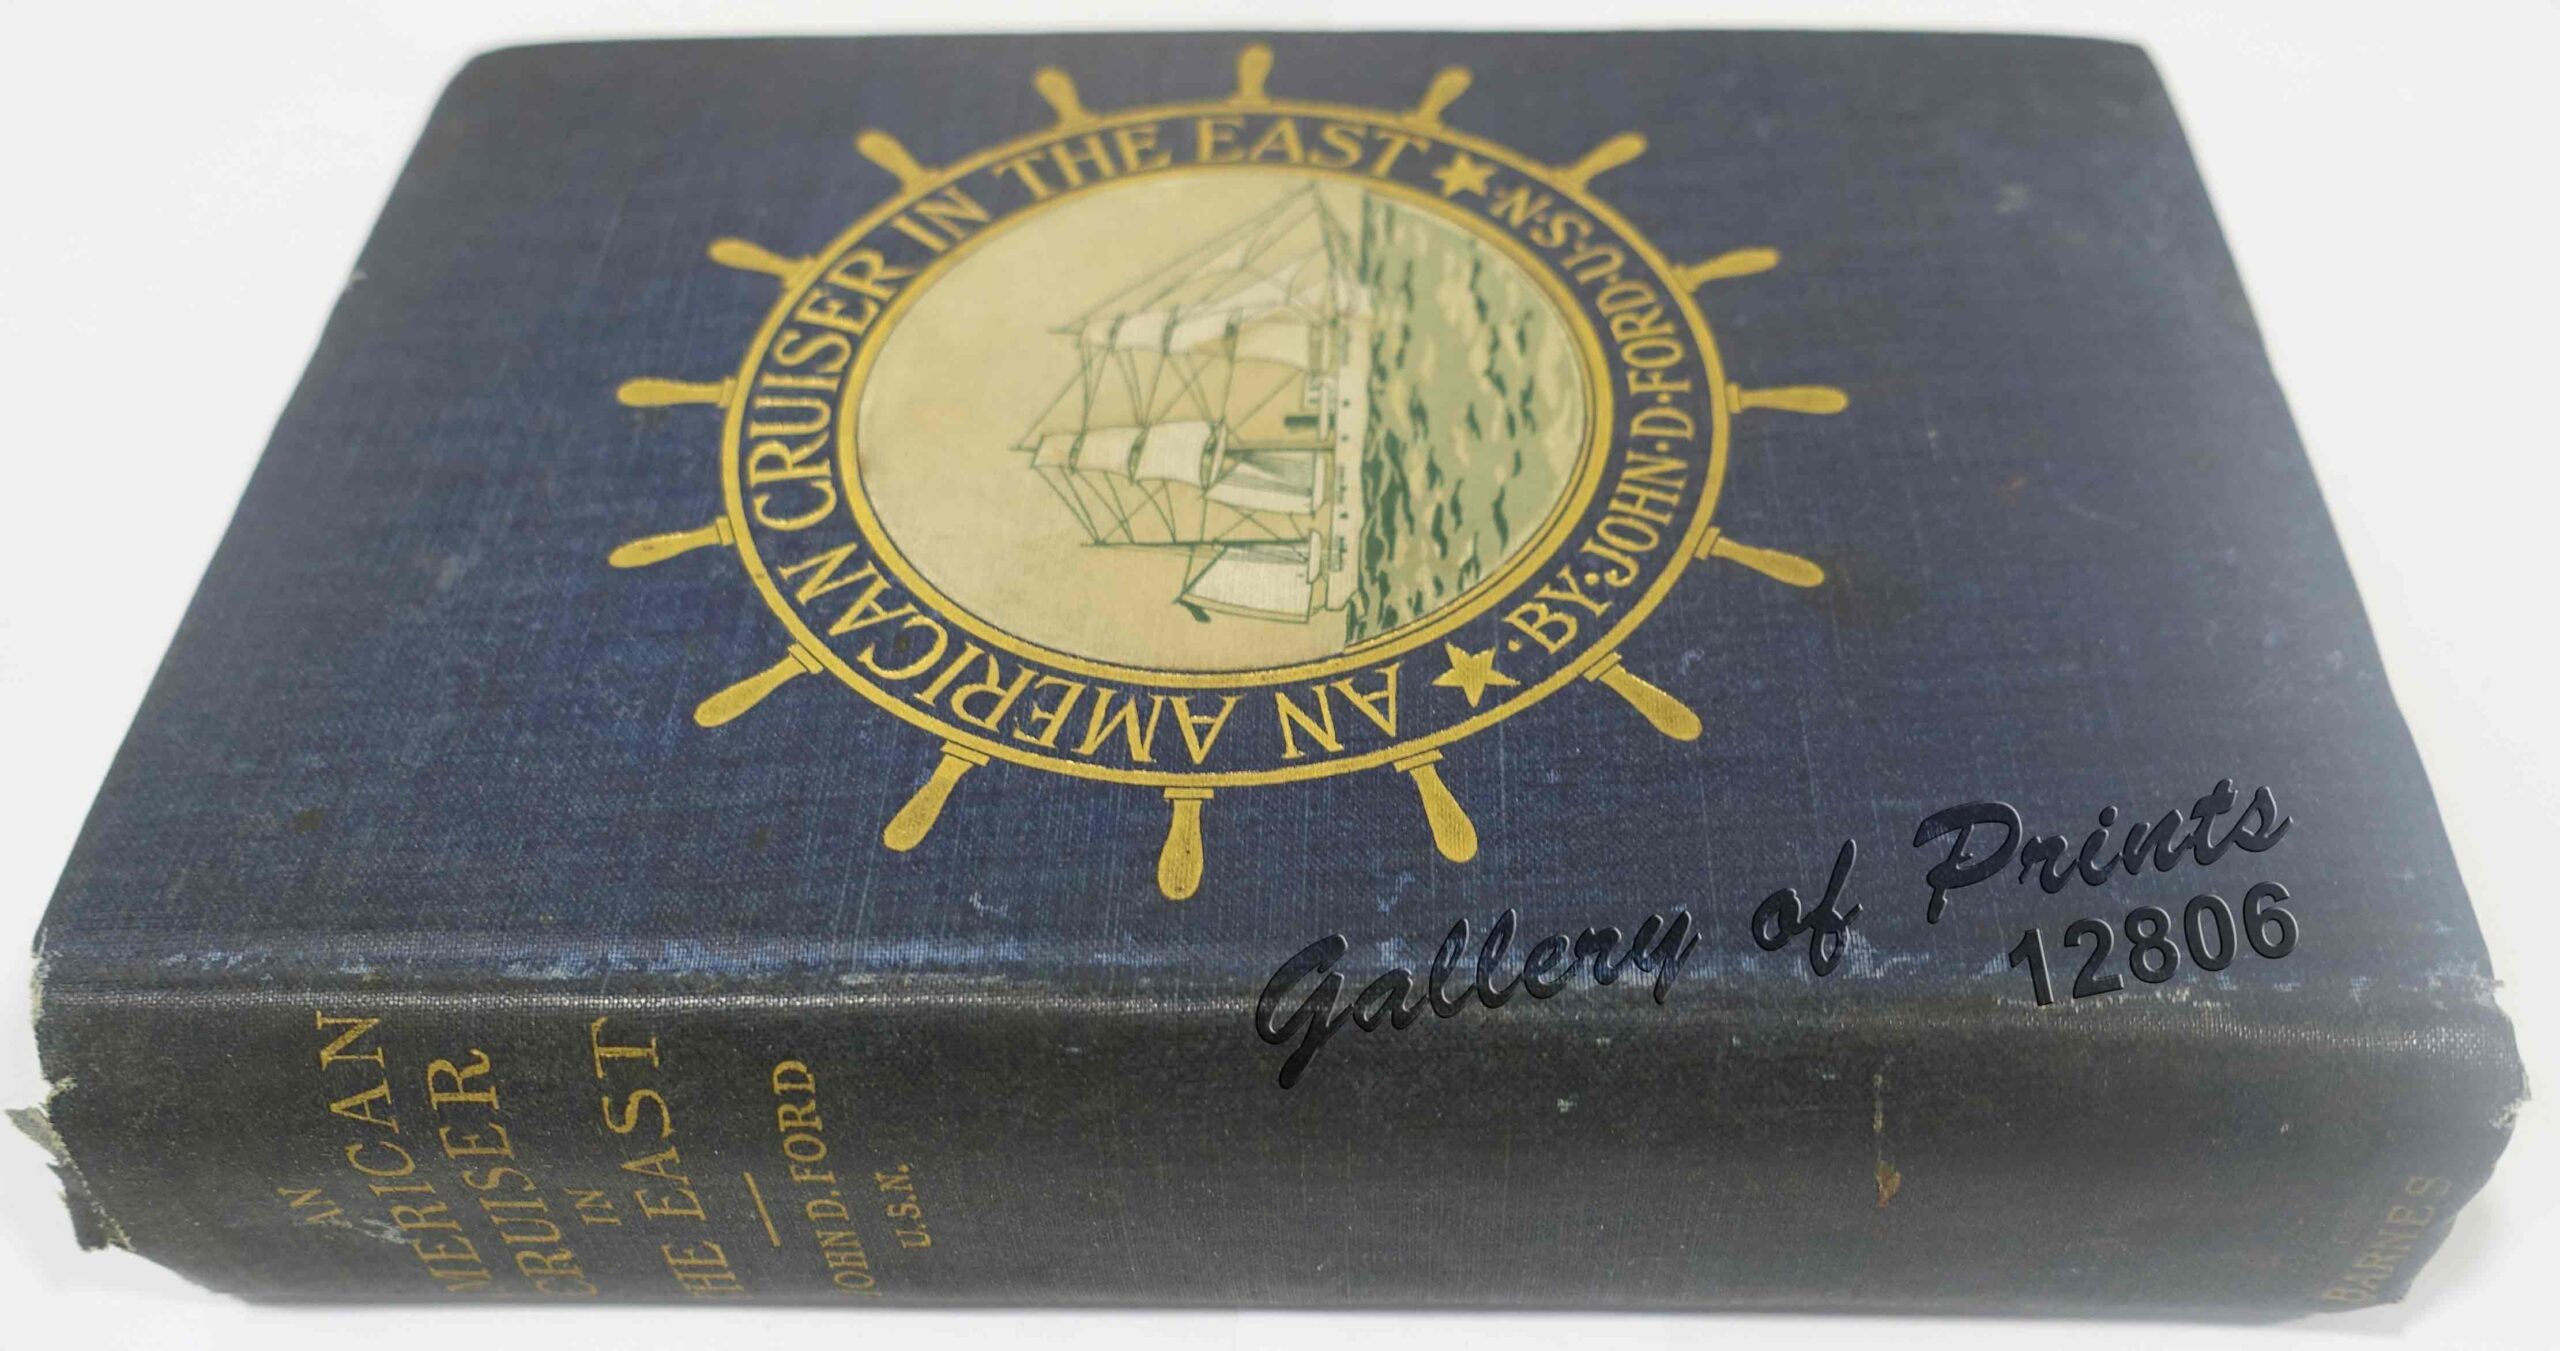 AN AMERICAN CRUISER IN THE EAST
·BY·JOHN·D·FORD·U·S·N·
Gallery of Prints
12806
AN
AMERICAN
CRUISER
IN
THE EAST
JOHN D. FORD
U.S.N.
BARNES